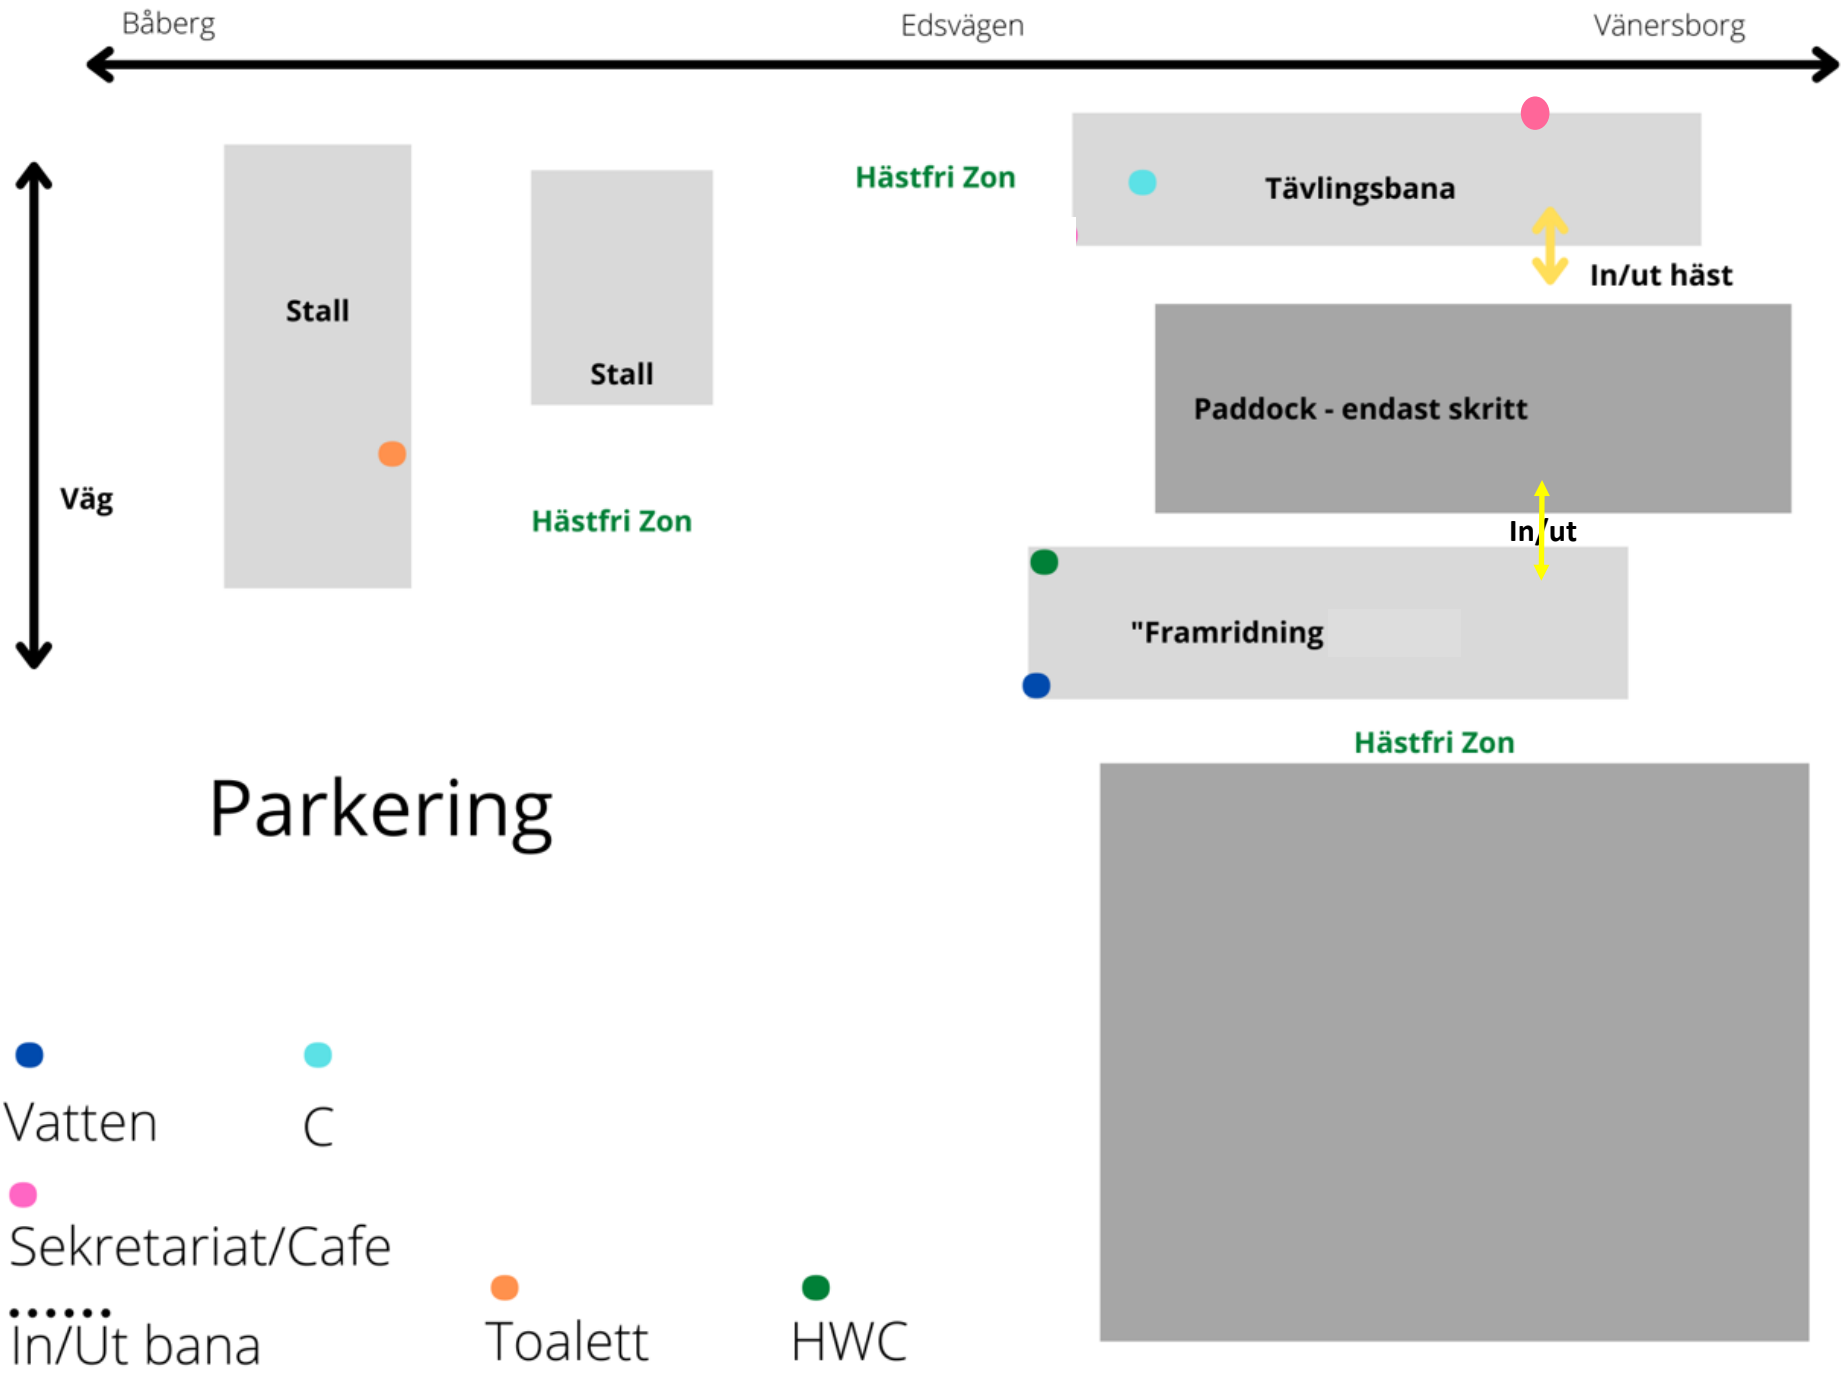 Båberg
Edsvägen
Vänersborg
Hästfri Zon
Tävlingsbana
In/ut häst
Stall
Stall
Paddock - endast skritt
Väg
Hästfri Zon
In/ut
"Framridning
Hästfri Zon
Parkering
Vatten
C
Sekretariat/Cafe
In/Ut bana
Toalett
HWC